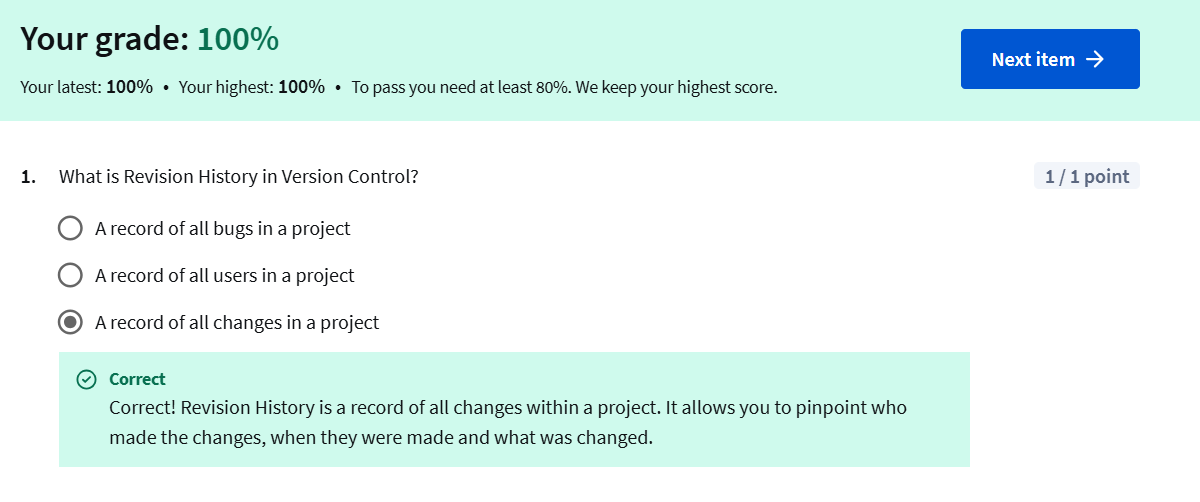 Your grade: 100%
Next item →
Your latest: 100% • Your highest: 100% • To pass you need at least 80%. We keep your highest score.
1. What is Revision History in Version Control?
1 / 1 point
A record of all bugs in a project
A record of all users in a project
A record of all changes in a project
Correct
Correct! Revision History is a record of all changes within a project. It allows you to pinpoint who
made the changes, when they were made and what was changed.